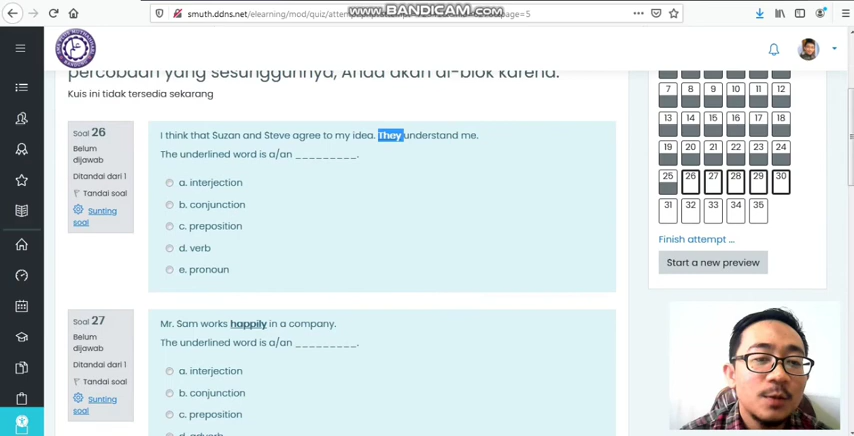 WWW.BANDICAM.COM
smuth.ddns.net/elearning/mod/quiz/attemp
page=5
percobaan yang sesungguhnya, Anda akan di-blok karena:
Kuis ini tidak tersedia sekarang
Soal 26
Belum
dijawab
Ditandai dari 1
Tandai soal
Sunting
soal
I think that Suzan and Steve agree to my idea. They understand me.
The underlined word is a/an _________.
a. interjection
b. conjunction
c. preposition
d. verb
e. pronoun
Soal 27
Belum
dijawab
Ditandai dari 1
Tandai soal
Sunting
soal
Mr. Sam works happily in a company.
The underlined word is a/an _________.
a. interjection
b. conjunction
c. preposition
d. adverb
7 8 9 10 11 12
13 14 15 16 17 18
19 20 21 22 23 24
25 26 27 28 29 30
31 32 33 34 35
Finish attempt ...
Start a new preview